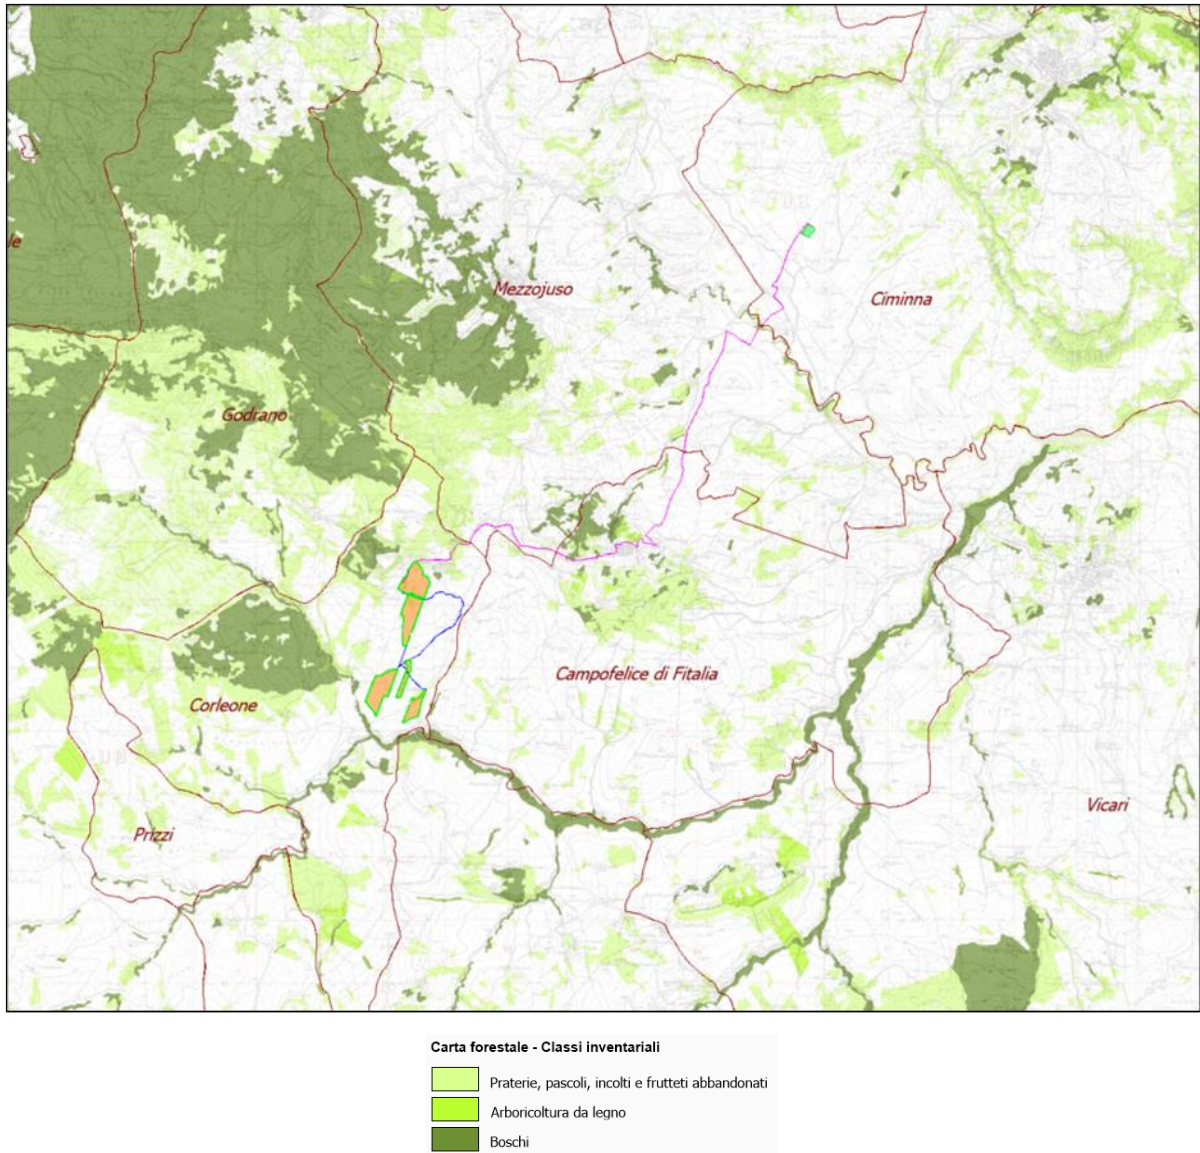 le
Mezzojuso
Ciminna
Godrano
Campofelice di Fitalia
Corleone
Vicari
Prizzi
Carta forestale - Classi inventariali
Praterie, pascoli, incolti e frutteti abbandonati
Arboricoltura da legno
Boschi